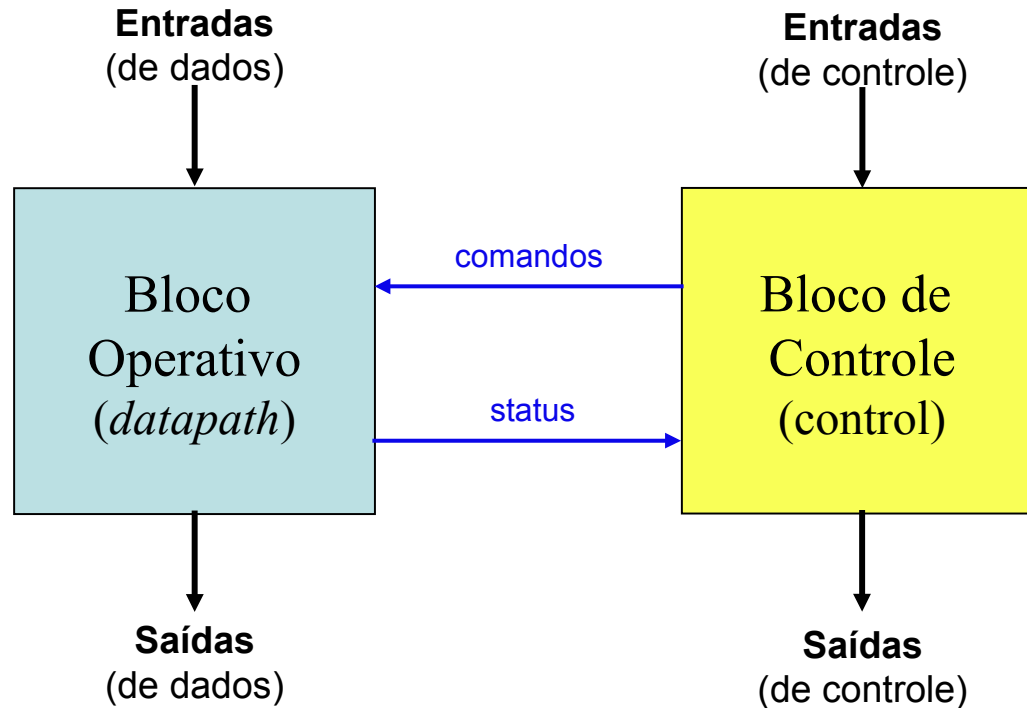 Entradas
(de dados)
Entradas
(de controle)
comandos
Bloco
Operativo
(datapath)
Bloco de
Controle
(control)
status
Saídas
(de dados)
Saídas
(de controle)